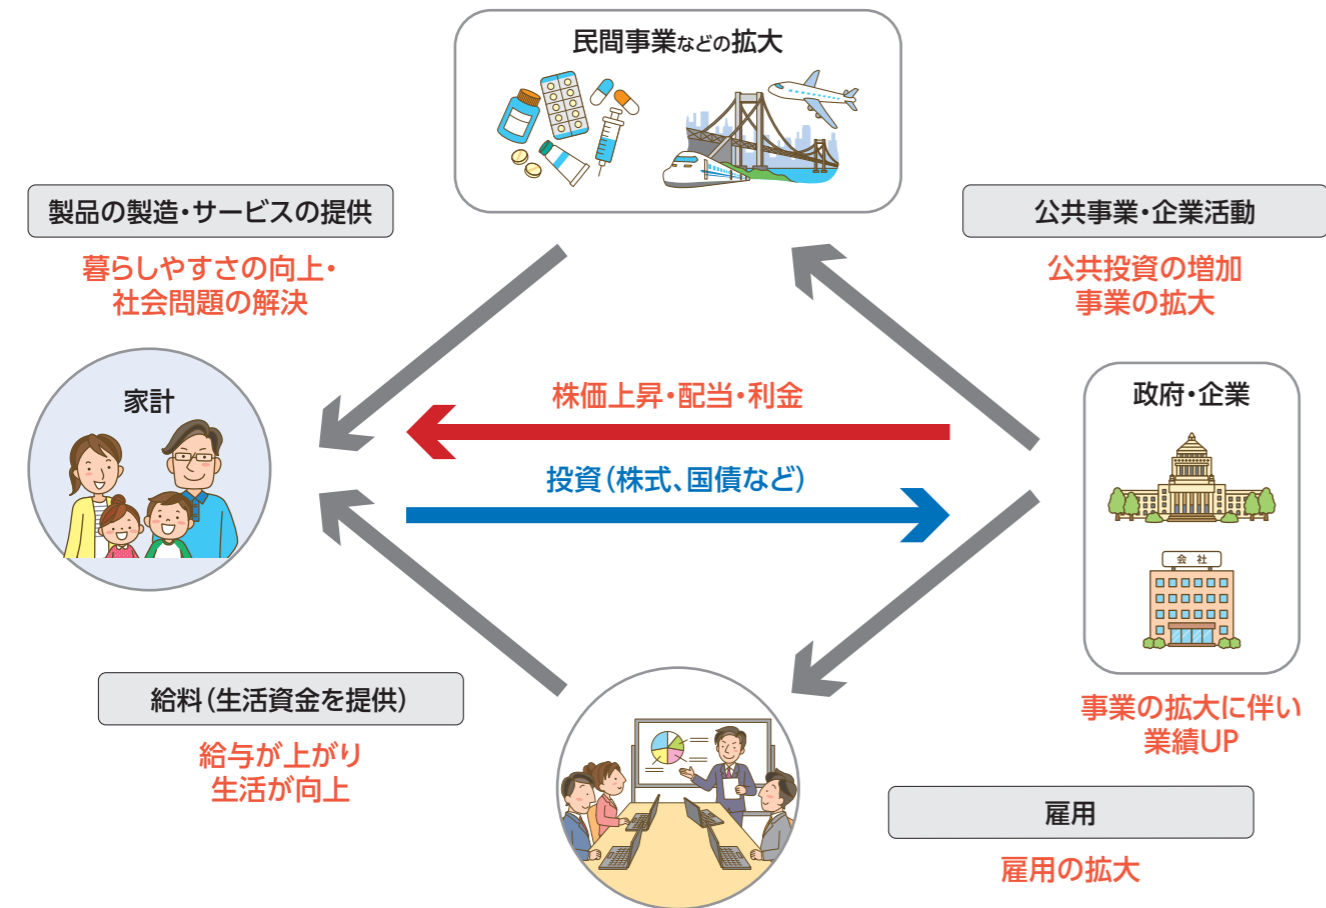 民間事業などの拡大
製品の製造・サービスの提供
暮らしやすさの向上・
社会問題の解決
公共事業・企業活動
公共投資の増加
事業の拡大
家計
株価上昇・配当・利金
投資（株式、国債など）
政府・企業
会社
給料（生活資金を提供）
給与が上がり
生活が向上
事業の拡大に伴い
業績UP
雇用
雇用の拡大